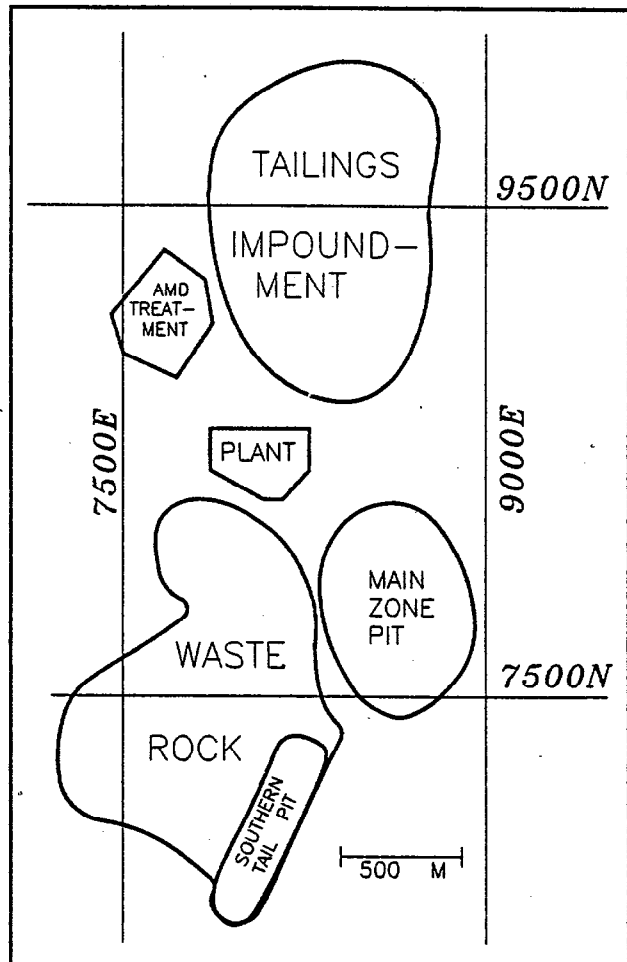 TAILINGS
9500N
IMPOUND-
MENT
AMD
TREAT-
MENT
7500E
PLANT
9000E
MAIN
ZONE
PIT
WASTE
7500N
ROCK
SOUTHERN
TAIL PIT
500 M